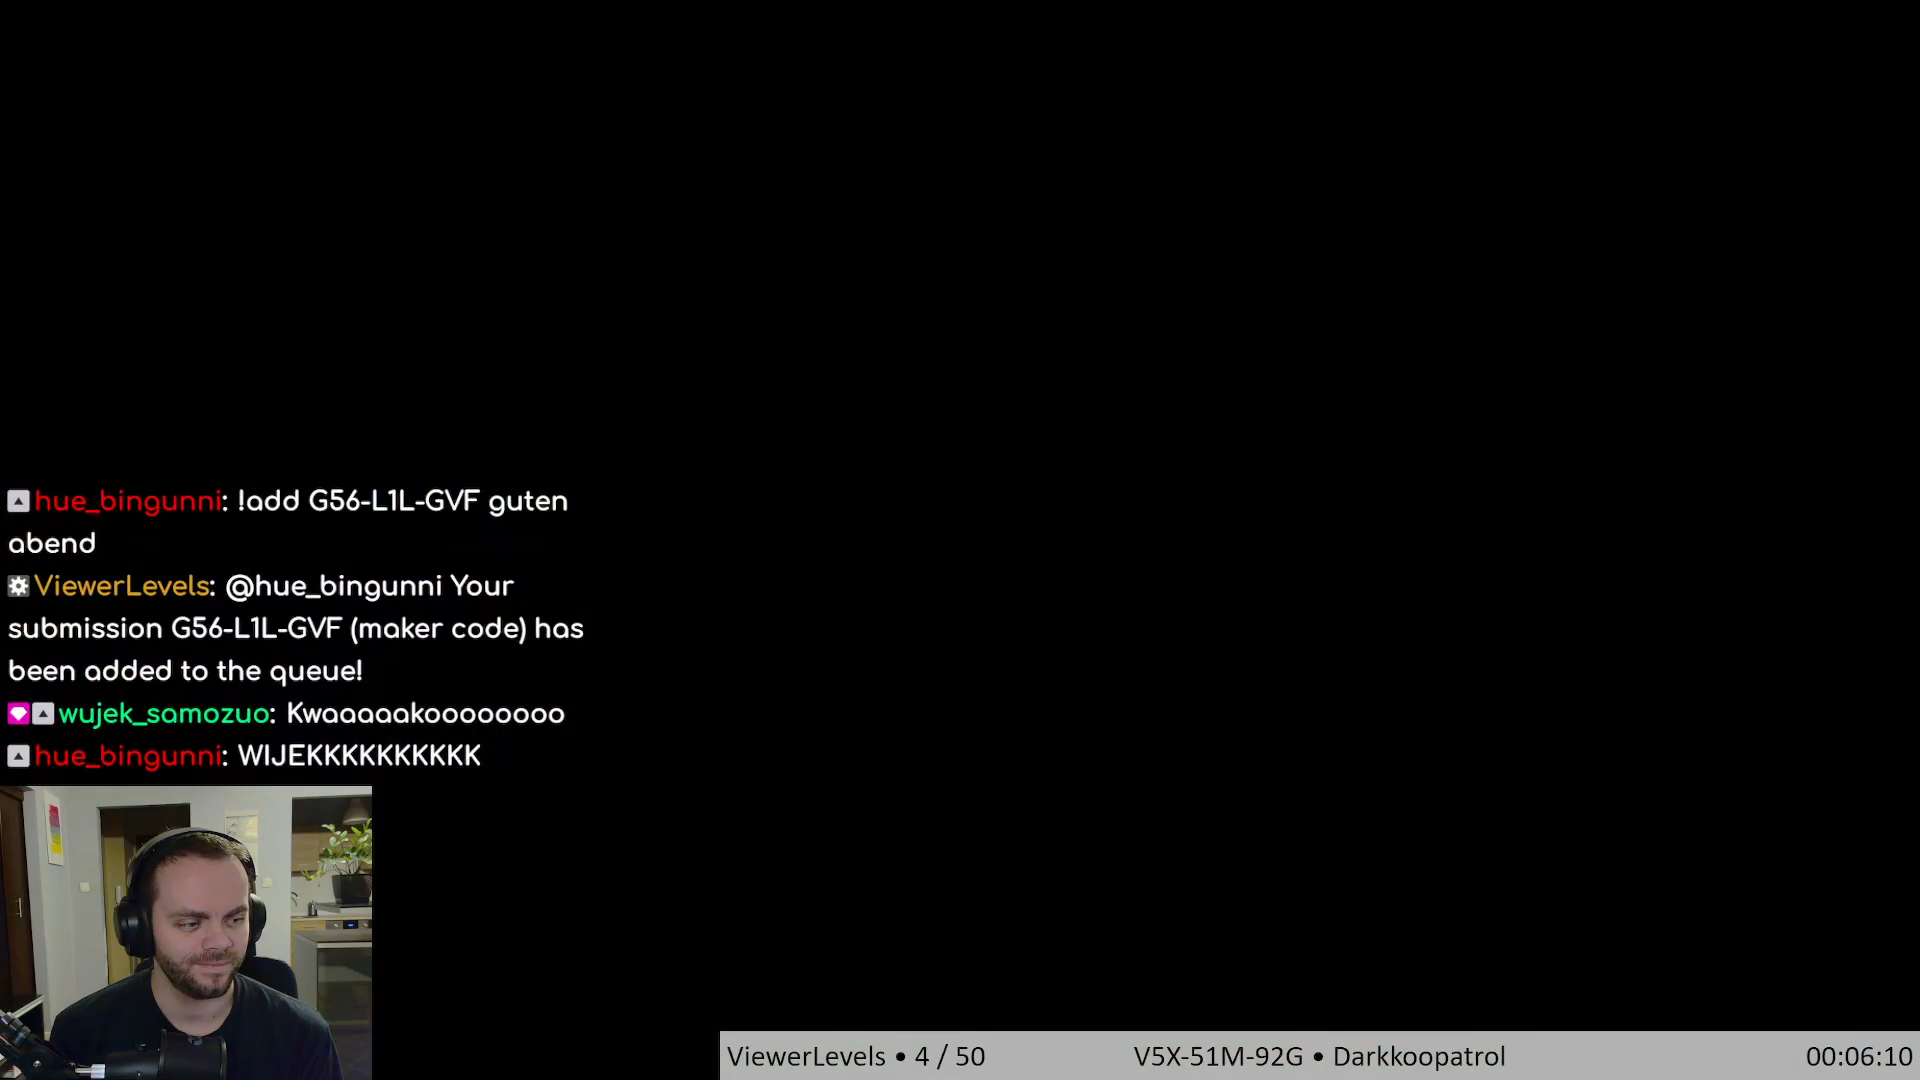 hue_bingunni: !add G56-L1L-GVF guten
abend
ViewerLevels: @hue_bingunni Your
submission G56-L1L-GVF (maker code) has
been added to the queue!
wujek_samozuo: Kwaaaaakoooooooo
hue_bingunni: WIJEKKKKKKKKKK
ViewerLevels • 4 / 50 V5X-51M-92G • Darkkoopatrol 00:06:10